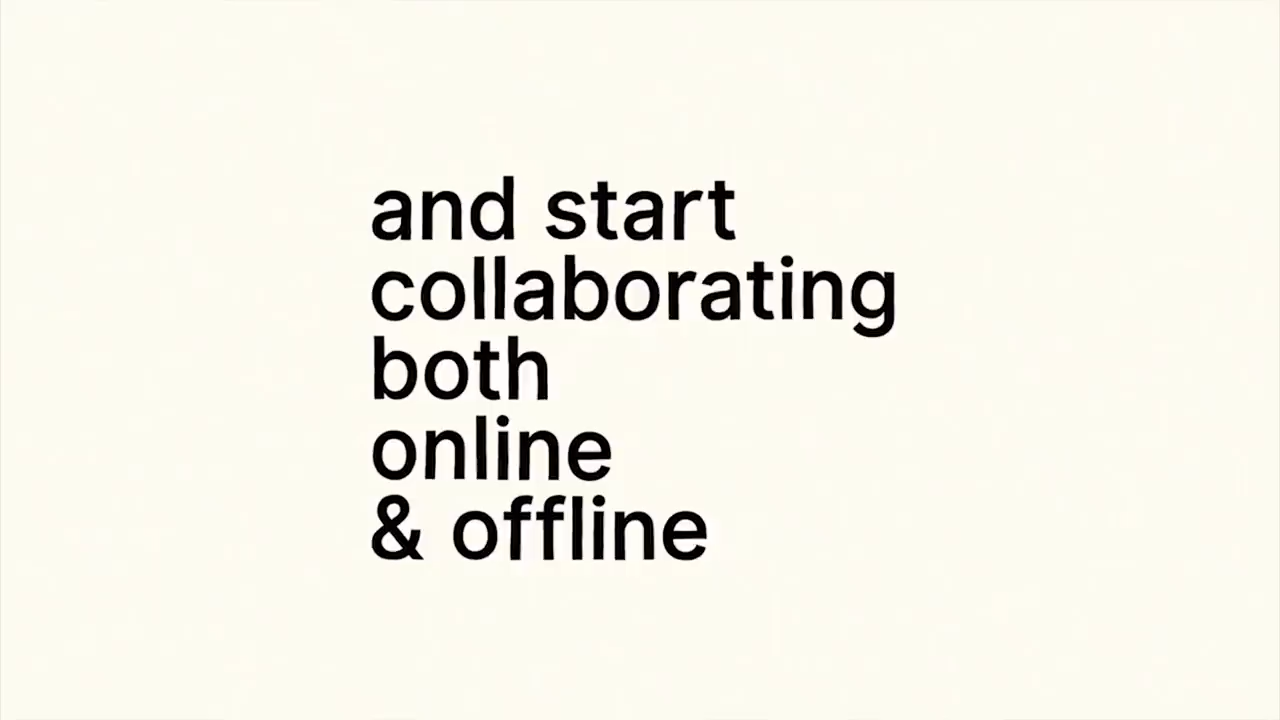 and start
collaborating
both
online
& offline